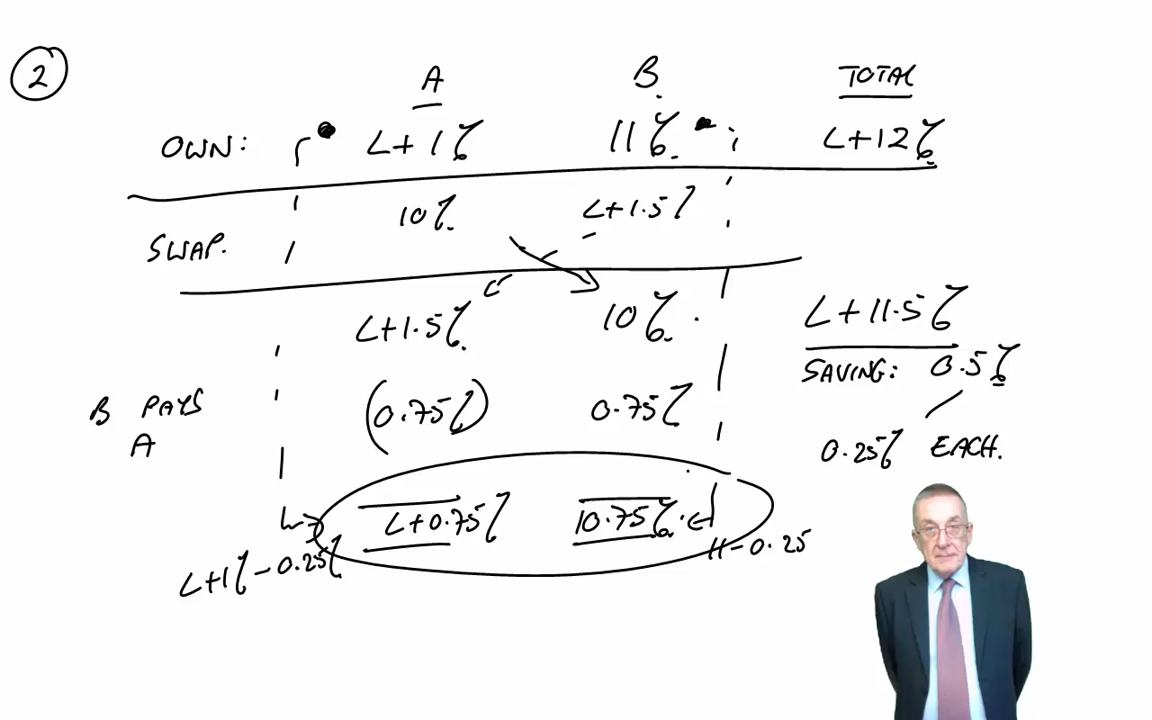 2
A B TOTAL
OWN: L+1% 11% L+12%
SWAP. 10% L+1.5%
L+1.5% 10% L+11.5%
SAVING: 0.5%
B PAYS A (0.75%) 0.75%
0.25% EACH.
L+0.75% 10.75%
L+1%-0.25% 11-0.25